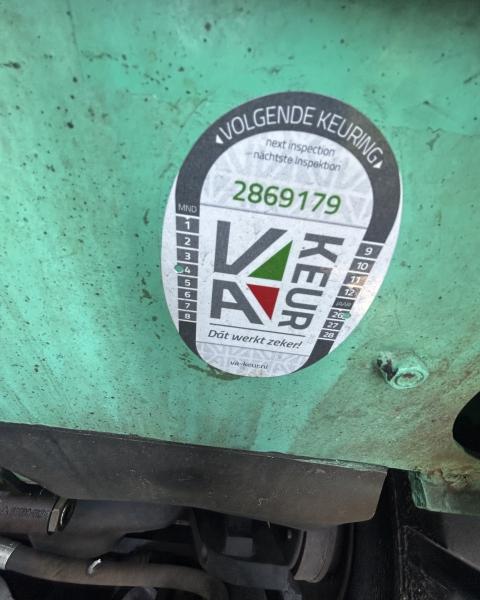 VOLGENDE KEURING
next inspection
nächste Inspektion
2869179
MND
1
2
3
4
5
6
7
8
VA
KEUR
9
10
11
12
JAAR
26
27
28
Dát werkt zeker!
va-keur.nl